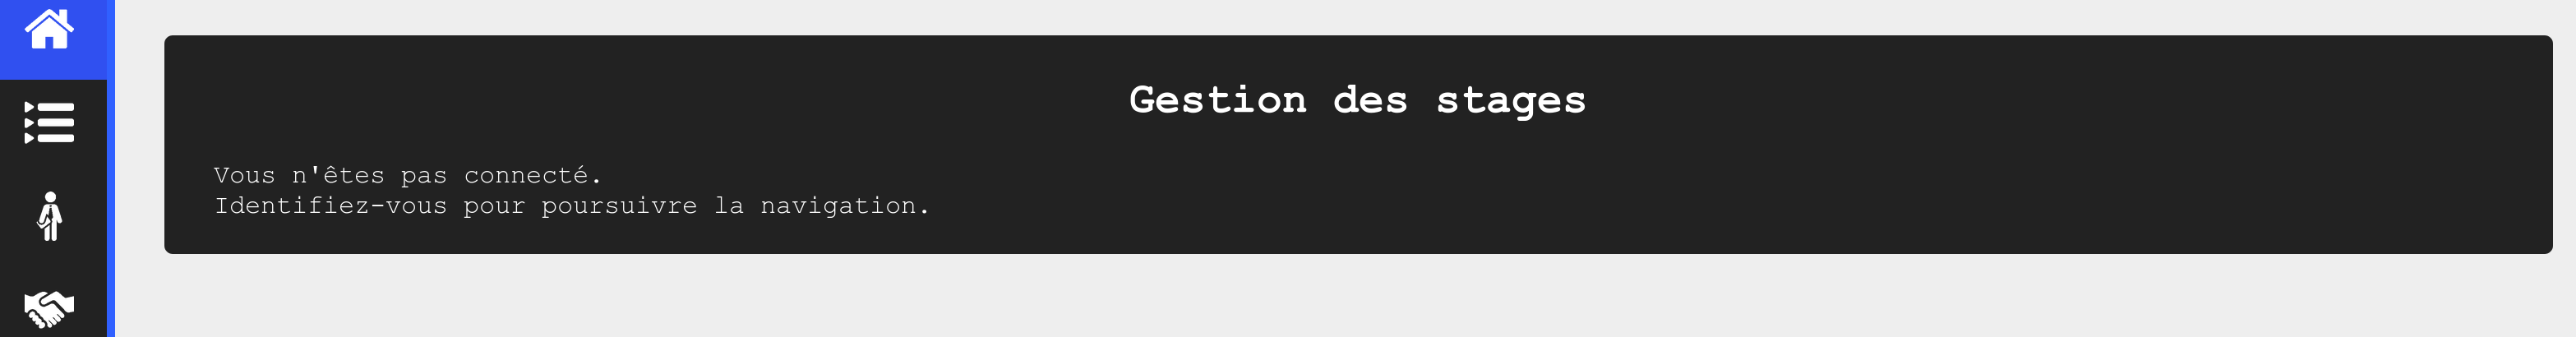 Gestion des stages
Vous n'êtes pas connecté.
Identifiez-vous pour poursuivre la navigation.